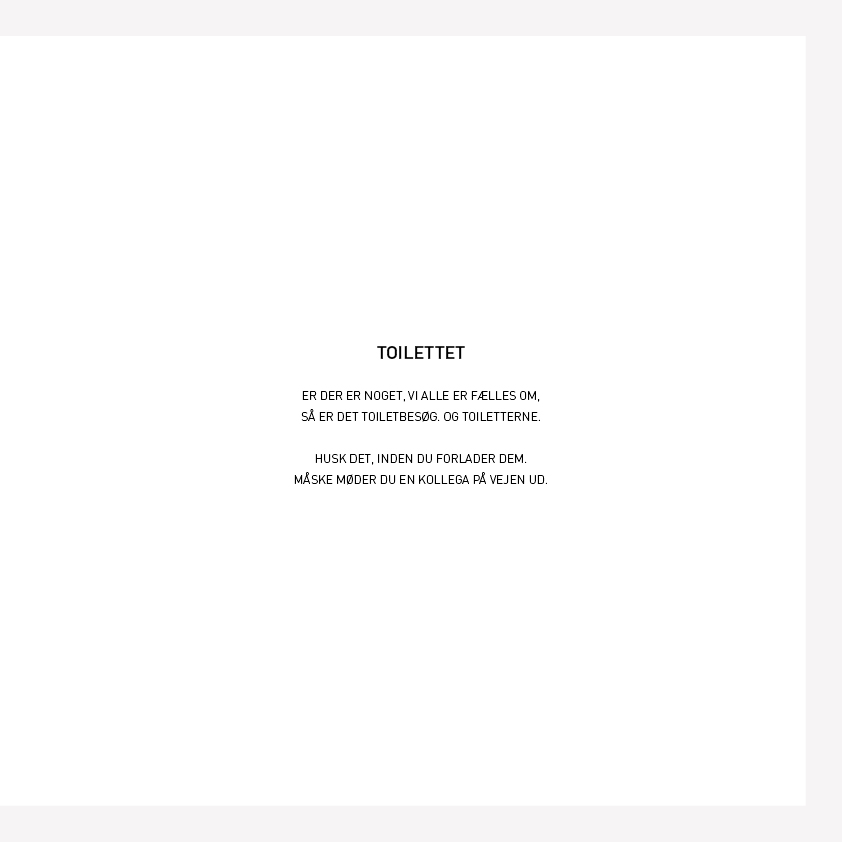 TOILETTET
ER DER ER NOGET, VI ALLE ER FÆLLES OM,
SÅ ER DET TOILETBESØG. OG TOILETTERNE.
HUSK DET, INDEN DU FORLADER DEM.
MÅSKE MØDER DU EN KOLLEGA PÅ VEJEN UD.